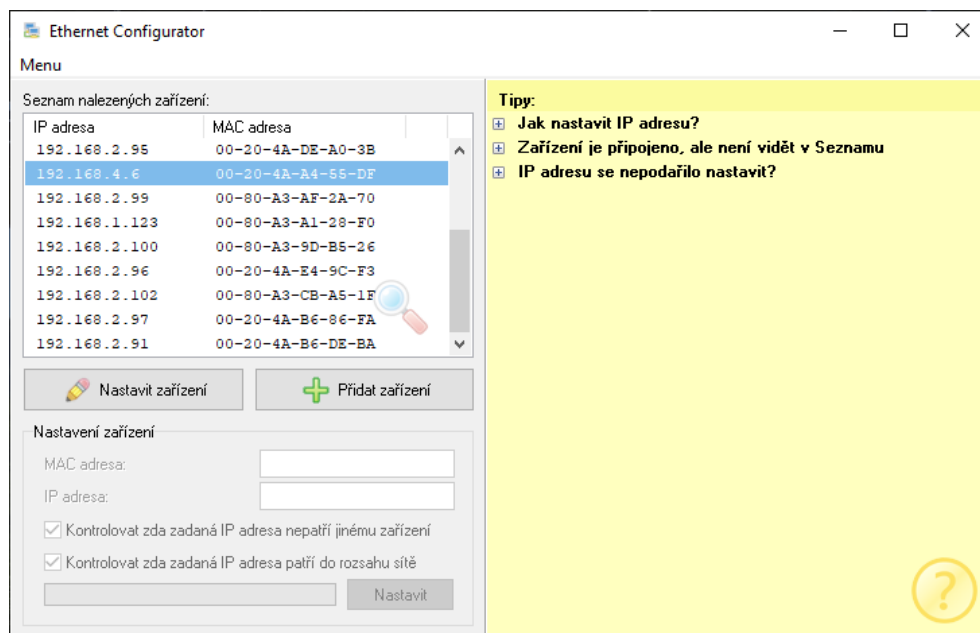 Ethernet Configurator
Menu
Seznam nalezených zařízení:
IP adresa MAC adresa
192.168.2.95 00-20-4A-DE-A0-3B
192.168.4.6 00-20-4A-A4-55-DF
192.168.2.99 00-80-A3-AF-2A-70
192.168.1.123 00-80-A3-A1-28-F0
192.168.2.100 00-80-A3-9D-B5-26
192.168.2.96 00-20-4A-E4-9C-F3
192.168.2.102 00-80-A3-CB-A5-1F
192.168.2.97 00-20-4A-B6-86-FA
192.168.2.91 00-20-4A-B6-DE-BA
Nastavit zařízení
Přidat zařízení
Nastavení zařízení
MAC adresa:
IP adresa:
Kontrolovat zda zadaná IP adresa nepatří jinému zařízení
Kontrolovat zda zadaná IP adresa patří do rozsahu sítě
Nastavit
Tipy:
Jak nastavit IP adresu?
Zařízení je připojeno, ale není vidět v Seznamu
IP adresu se nepodařilo nastavit?